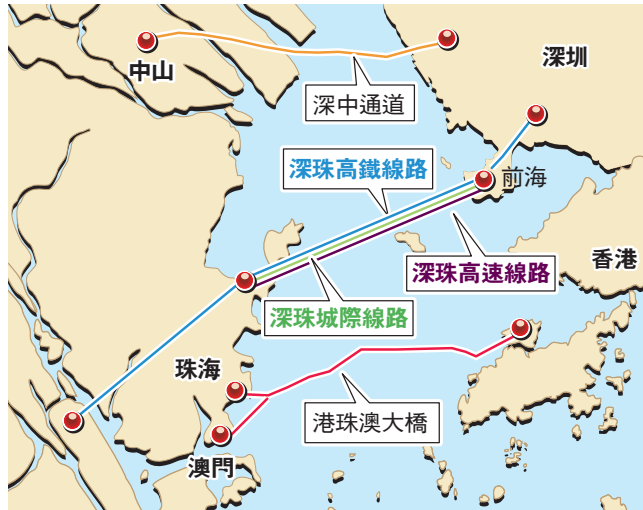 中山
深圳
深中通道
深珠高鐵線路
前海
深珠高速線路
香港
深珠城際線路
珠海
港珠澳大橋
澳門